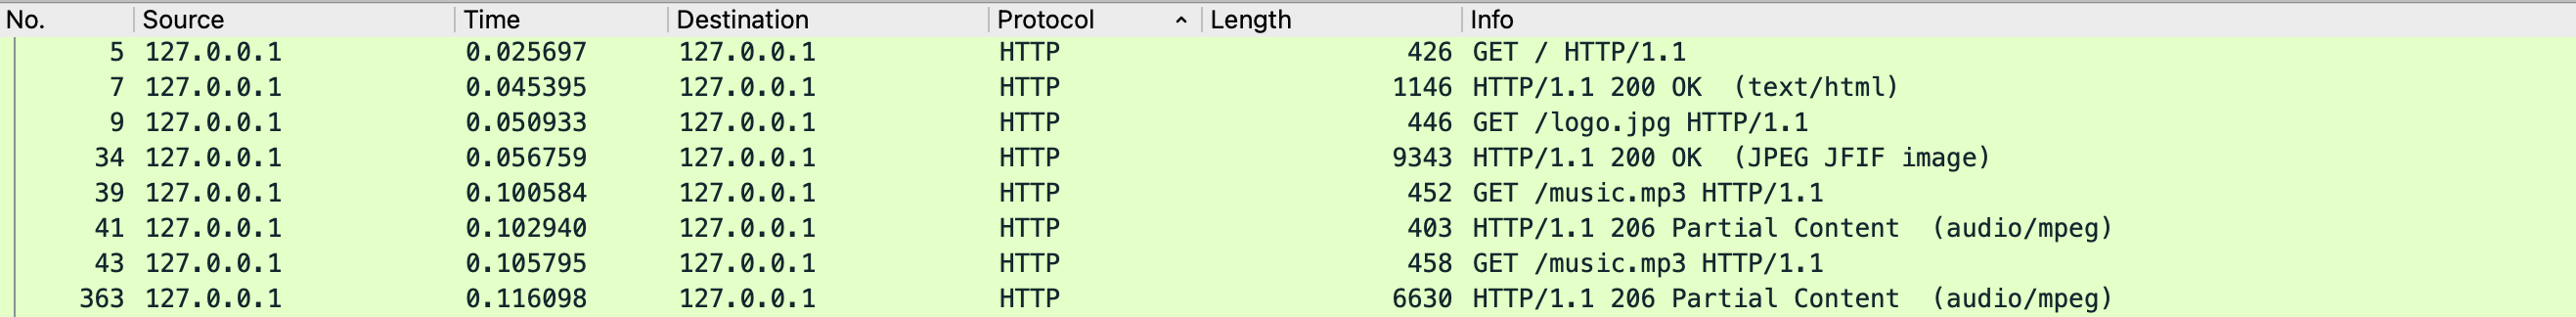 No. Source Time Destination Protocol Length Info
5 127.0.0.1 0.025697 127.0.0.1 HTTP 426 GET / HTTP/1.1
7 127.0.0.1 0.045395 127.0.0.1 HTTP 1146 HTTP/1.1 200 OK (text/html)
9 127.0.0.1 0.050933 127.0.0.1 HTTP 446 GET /logo.jpg HTTP/1.1
34 127.0.0.1 0.056759 127.0.0.1 HTTP 9343 HTTP/1.1 200 OK (JPEG JFIF image)
39 127.0.0.1 0.100584 127.0.0.1 HTTP 452 GET /music.mp3 HTTP/1.1
41 127.0.0.1 0.102940 127.0.0.1 HTTP 403 HTTP/1.1 206 Partial Content (audio/mpeg)
43 127.0.0.1 0.105795 127.0.0.1 HTTP 458 GET /music.mp3 HTTP/1.1
363 127.0.0.1 0.116098 127.0.0.1 HTTP 6630 HTTP/1.1 206 Partial Content (audio/mpeg)